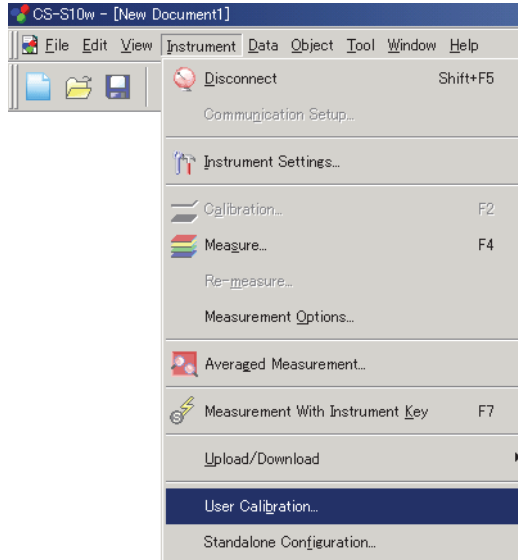 CS-S10w - [New Document1]
File Edit View Instrument Data Object Tool Window Help
Disconnect Shift+F5
Communication Setup...
Instrument Settings...
Calibration... F2
Measure... F4
Re-measure...
Measurement Options...
Averaged Measurement...
Measurement With Instrument Key F7
Upload/Download
User Calibration...
Standalone Configuration...